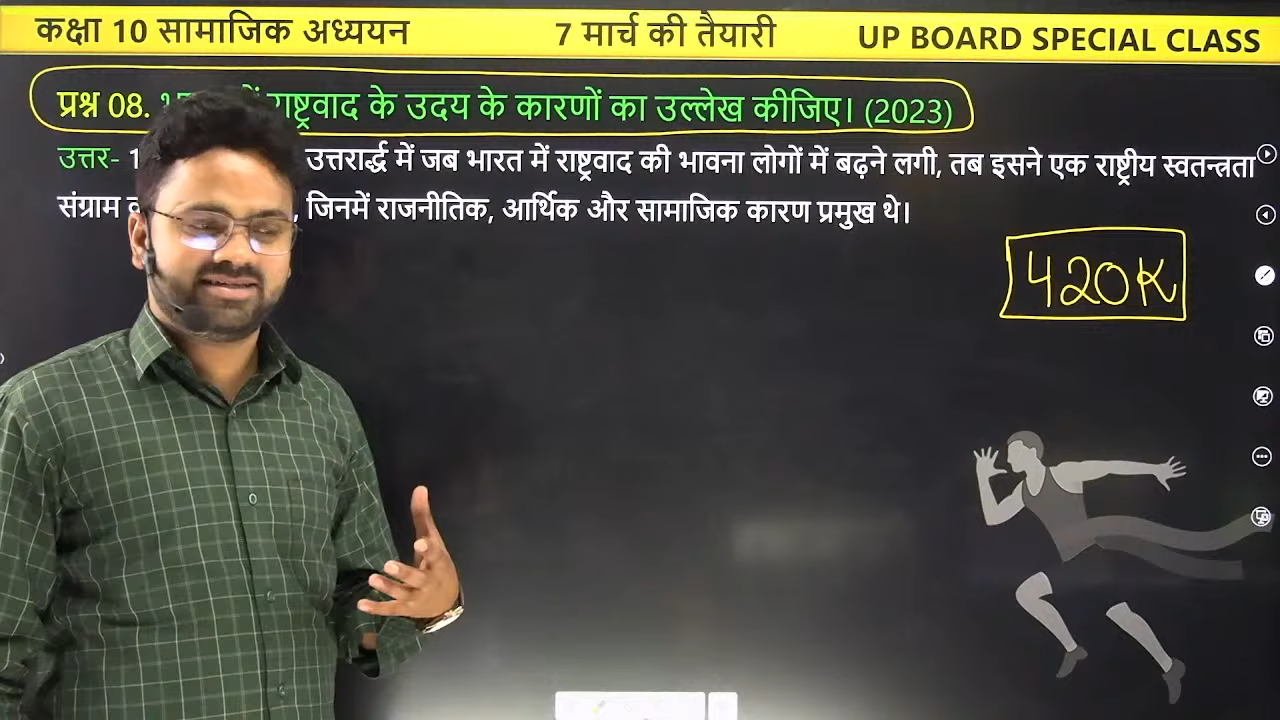 कक्षा 10 सामाजिक अध्ययन 7 मार्च की तैयारी UP BOARD SPECIAL CLASS
प्रश्न 08. राष्ट्रवाद के उदय के कारणों का उल्लेख कीजिए। (2023)
उत्तर- उत्तरार्द्ध में जब भारत में राष्ट्रवाद की भावना लोगों में बढ़ने लगी, तब इसने एक राष्ट्रीय स्वतन्त्रता
संग्राम जिनमें राजनीतिक, आर्थिक और सामाजिक कारण प्रमुख थे।
420K